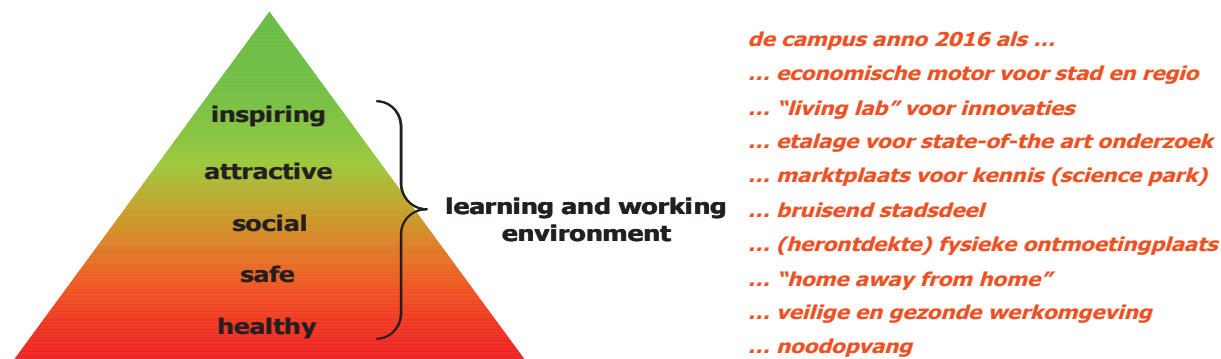 inspiring
attractive
social
safe
healthy
learning and working
environment
de campus anno 2016 als ...
... economische motor voor stad en regio
... “living lab” voor innovaties
... etalage voor state-of-the art onderzoek
... marktplaats voor kennis (science park)
... bruisend stadsdeel
... (herontdekte) fysieke ontmoetingplaats
... “home away from home”
... veilige en gezonde werkomgeving
... noodopvang